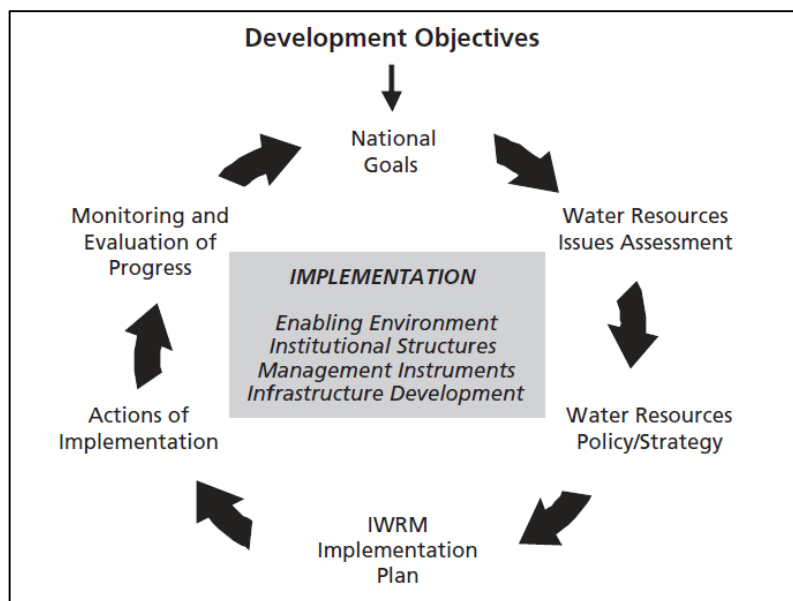 Development Objectives
National
Goals
Water Resources
Issues Assessment
Water Resources
Policy/Strategy
IWRM
Implementation
Plan
Actions of
Implementation
Monitoring and
Evaluation of
Progress
IMPLEMENTATION
Enabling Environment
Institutional Structures
Management Instruments
Infrastructure Development